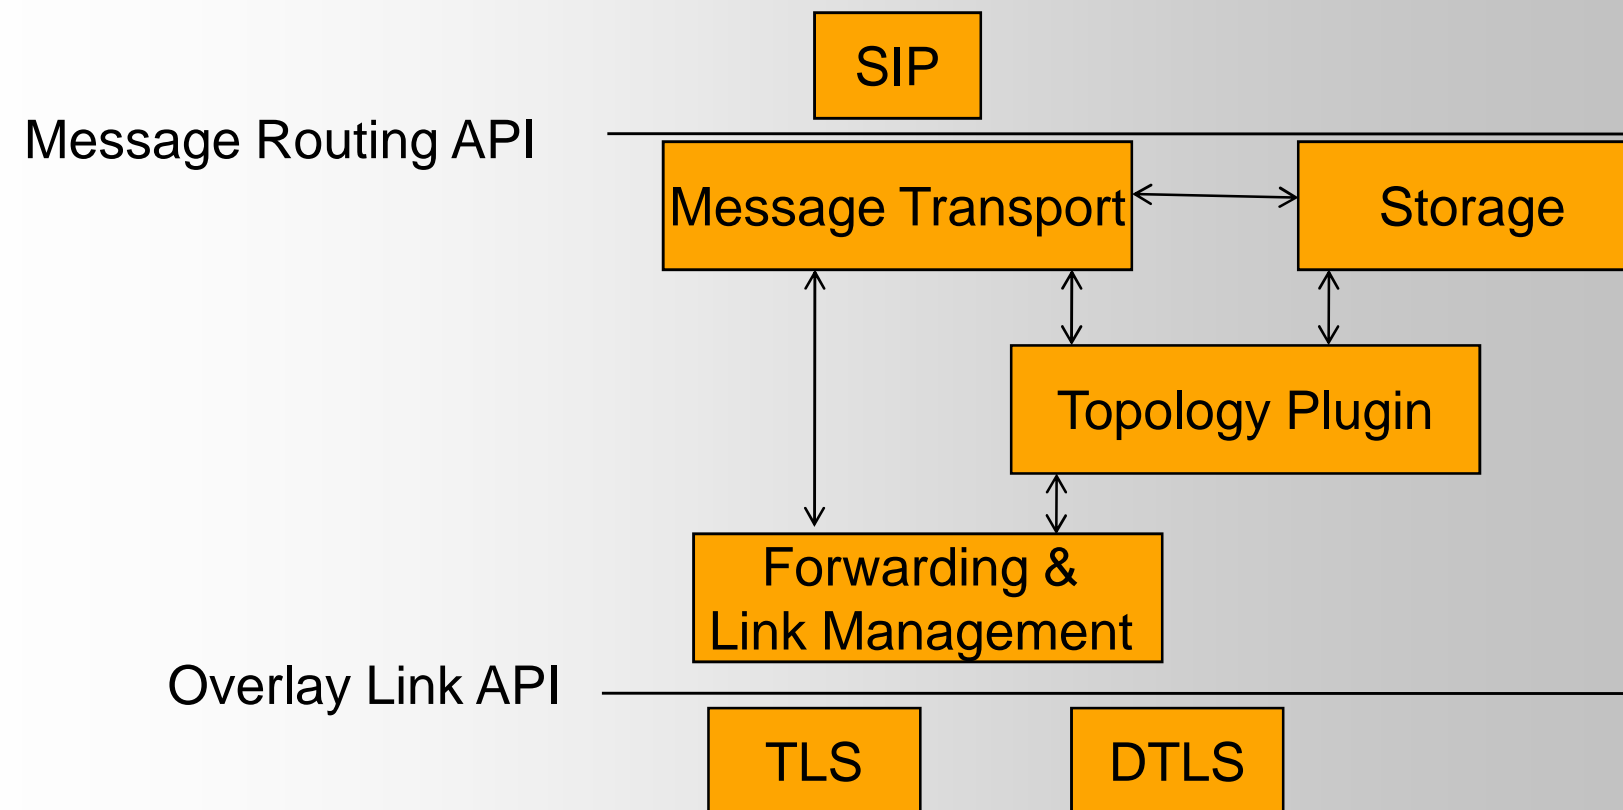 SIP
Message Routing API
Message Transport
Storage
Topology Plugin
Forwarding &
Link Management
Overlay Link API
TLS
DTLS